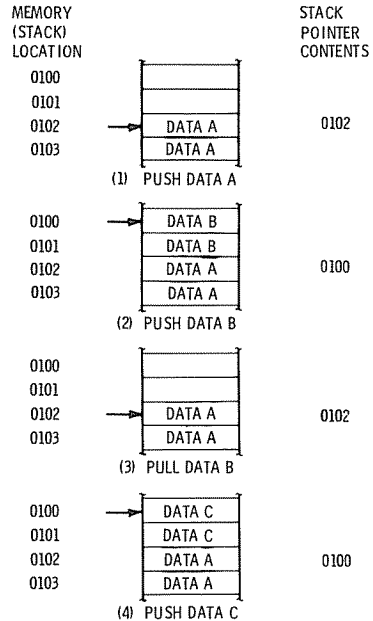 MEMORY
(STACK)
LOCATION
STACK
POINTER
CONTENTS
0100
0101
0102 DATA A 0102
0103 DATA A
(1) PUSH DATA A
0100 DATA B
0101 DATA B
0102 DATA A 0100
0103 DATA A
(2) PUSH DATA B
0100
0101
0102 DATA A 0102
0103 DATA A
(3) PULL DATA B
0100 DATA C
0101 DATA C
0102 DATA A 0100
0103 DATA A
(4) PUSH DATA C